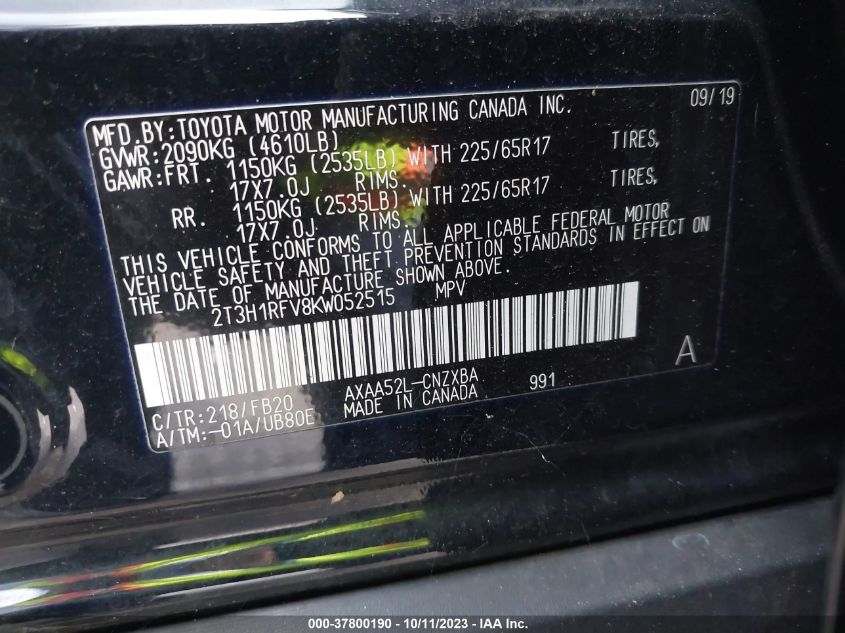 MFD.BY:TOYOTA MOTOR MANUFACTURING CANADA INC. 09/19
GVWR:2090KG (4610LB)
GAWR:FRT. 1150KG (2535LB) WITH 225/65R17 TIRES,
17X7.0J RIMS.
RR. 1150KG (2535LB) WITH 225/65R17 TIRES,
17X7.0J RIMS.
THIS VEHICLE CONFORMS TO ALL APPLICABLE FEDERAL MOTOR
VEHICLE SAFETY AND THEFT PREVENTION STANDARDS IN EFFECT ON
THE DATE OF MANUFACTURE SHOWN ABOVE.
2T3H1RFV8KW052515 MPV
A
C/TR:218/FB20 AXAA52L-CNZXBA 991
A/TM:-01A/UB80E MADE IN CANADA
000-37800190 - 10/11/2023 - IAA Inc.